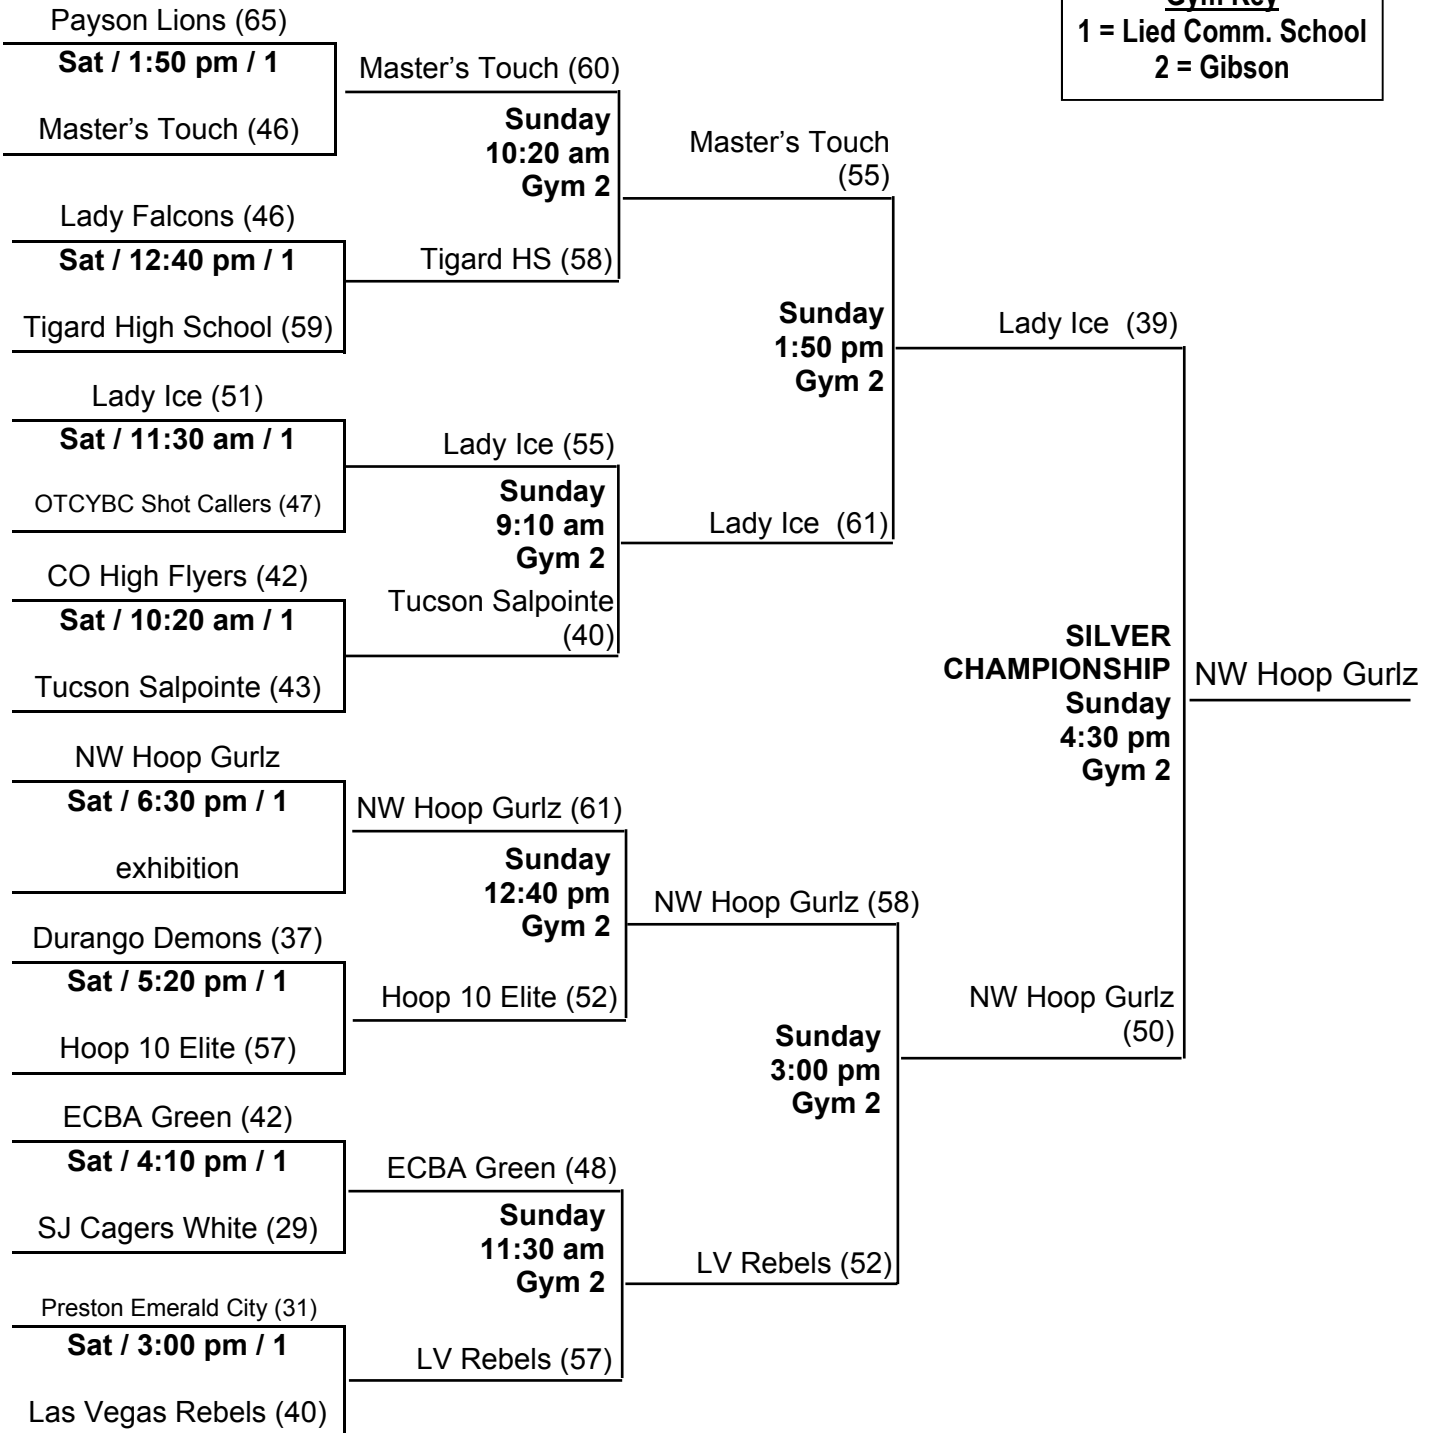 Gym Key
1 = Lied Comm. School
2 = Gibson
Payson Lions (65)
Sat / 1:50 pm / 1
Master's Touch (46)
Lady Falcons (46)
Sat / 12:40 pm / 1
Tigard High School (59)
Lady Ice (51)
Sat / 11:30 am / 1
OTCYBC Shot Callers (47)
CO High Flyers (42)
Sat / 10:20 am / 1
Tucson Salpointe (43)
NW Hoop Gurlz
Sat / 6:30 pm / 1
exhibition
Durango Demons (37)
Sat / 5:20 pm / 1
Hoop 10 Elite (57)
ECBA Green (42)
Sat / 4:10 pm / 1
SJ Cagers White (29)
Preston Emerald City (31)
Sat / 3:00 pm / 1
Las Vegas Rebels (40)
Master's Touch (60)
Sunday
10:20 am
Gym 2
Tigard HS (58)
Lady Ice (55)
Sunday
9:10 am
Gym 2
Tucson Salpointe
(40)
NW Hoop Gurlz (61)
Sunday
12:40 pm
Gym 2
Hoop 10 Elite (52)
ECBA Green (48)
Sunday
11:30 am
Gym 2
LV Rebels (57)
Master's Touch
(55)
Sunday
1:50 pm
Gym 2
Lady Ice (61)
NW Hoop Gurlz (58)
Sunday
3:00 pm
Gym 2
LV Rebels (52)
Lady Ice (39)
SILVER
CHAMPIONSHIP
Sunday
4:30 pm
Gym 2
NW Hoop Gurlz
(50)
NW Hoop Gurlz